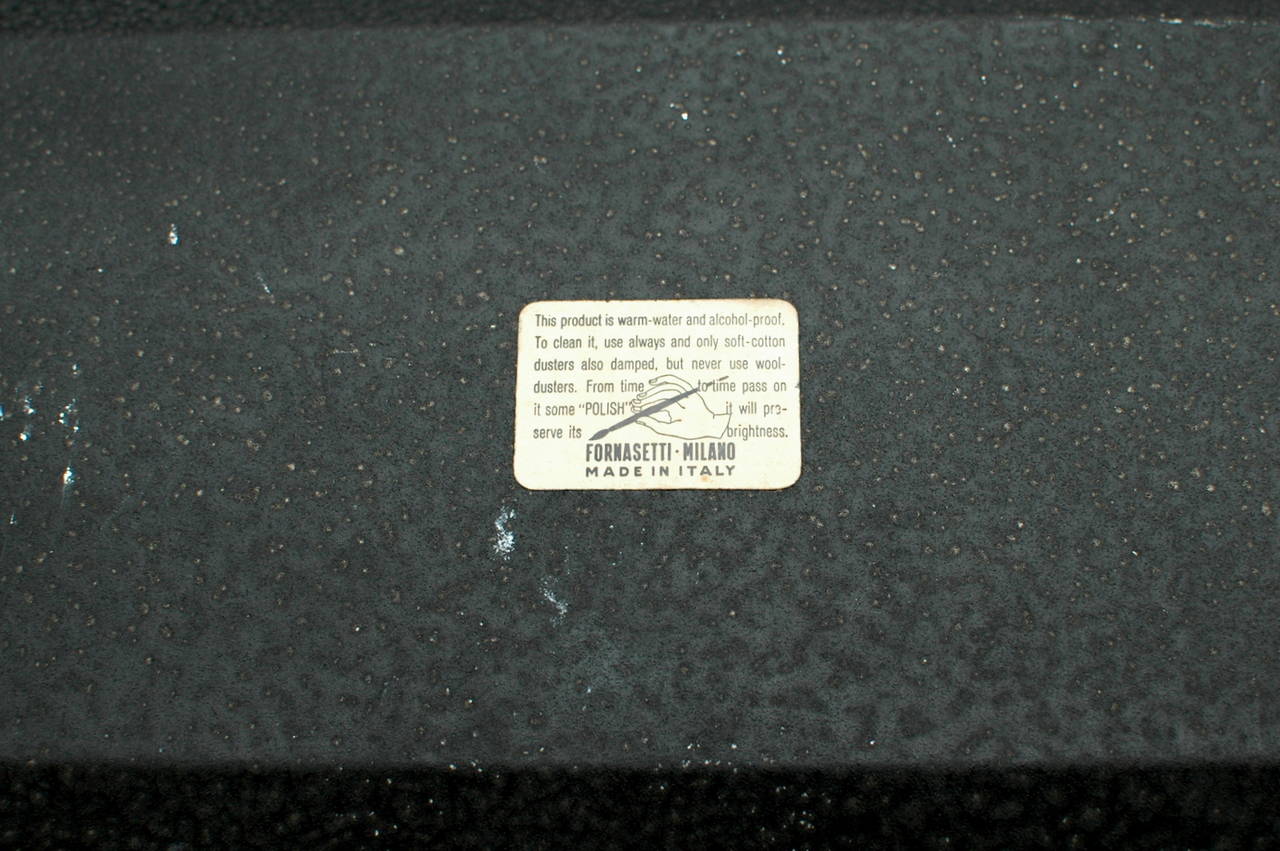 This product is warm-water and alcohol-proof.
To clean it, use always and only soft-cotton
dusters also damped, but never use wool-
dusters. From time to time pass on
it some "POLISH" it will pre-
serve its brightness.
FORNASETTI · MILANO
MADE IN ITALY